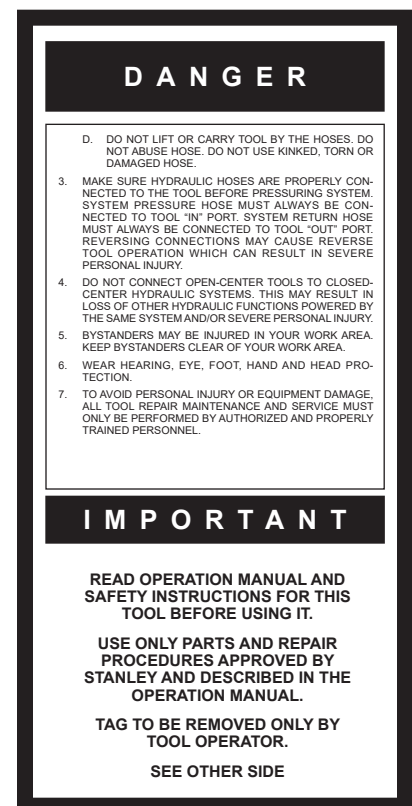 DANGER
D. DO NOT LIFT OR CARRY TOOL BY THE HOSES. DO
NOT ABUSE HOSE. DO NOT USE KINKED, TORN OR
DAMAGED HOSE.
3. MAKE SURE HYDRAULIC HOSES ARE PROPERLY CON-
NECTED TO THE TOOL BEFORE PRESSURING SYSTEM.
SYSTEM PRESSURE HOSE MUST ALWAYS BE CON-
NECTED TO TOOL “IN” PORT. SYSTEM RETURN HOSE
MUST ALWAYS BE CONNECTED TO TOOL “OUT” PORT.
REVERSING CONNECTIONS MAY CAUSE REVERSE
TOOL OPERATION WHICH CAN RESULT IN SEVERE
PERSONAL INJURY.
4. DO NOT CONNECT OPEN-CENTER TOOLS TO CLOSED-
CENTER HYDRAULIC SYSTEMS. THIS MAY RESULT IN
LOSS OF OTHER HYDRAULIC FUNCTIONS POWERED BY
THE SAME SYSTEM AND/OR SEVERE PERSONAL INJURY.
5. BYSTANDERS MAY BE INJURED IN YOUR WORK AREA.
KEEP BYSTANDERS CLEAR OF YOUR WORK AREA.
6. WEAR HEARING, EYE, FOOT, HAND AND HEAD PRO-
TECTION.
7. TO AVOID PERSONAL INJURY OR EQUIPMENT DAMAGE,
ALL TOOL REPAIR MAINTENANCE AND SERVICE MUST
ONLY BE PERFORMED BY AUTHORIZED AND PROPERLY
TRAINED PERSONNEL.
IMPORTANT
READ OPERATION MANUAL AND
SAFETY INSTRUCTIONS FOR THIS
TOOL BEFORE USING IT.
USE ONLY PARTS AND REPAIR
PROCEDURES APPROVED BY
STANLEY AND DESCRIBED IN THE
OPERATION MANUAL.
TAG TO BE REMOVED ONLY BY
TOOL OPERATOR.
SEE OTHER SIDE